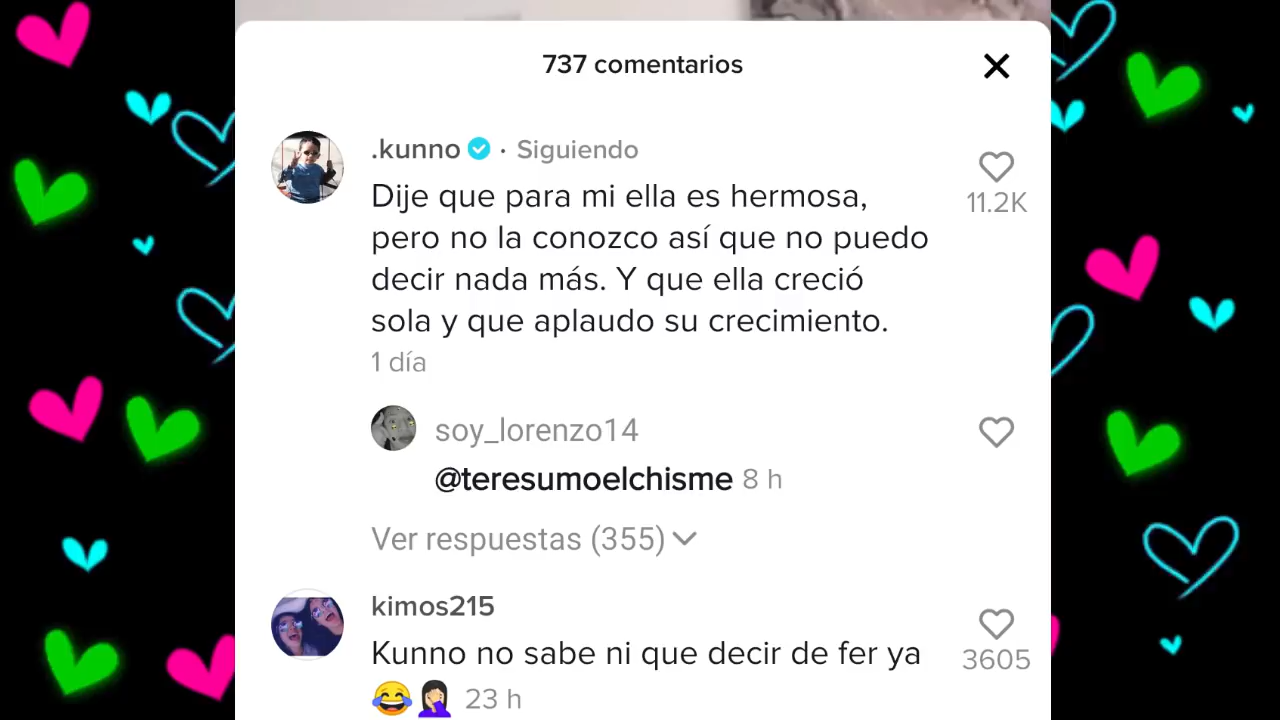 737 comentarios
.kunno · Siguiendo
11.2K
Dije que para mi ella es hermosa,
pero no la conozco así que no puedo
decir nada más. Y que ella creció
sola y que aplaudo su crecimiento.
1 día
soy_lorenzo14
@teresumoelchisme 8 h
Ver respuestas (355)
kimos215
Kunno no sabe ni que decir de fer ya
3605
😂🤦🏻‍♀️ 23 h